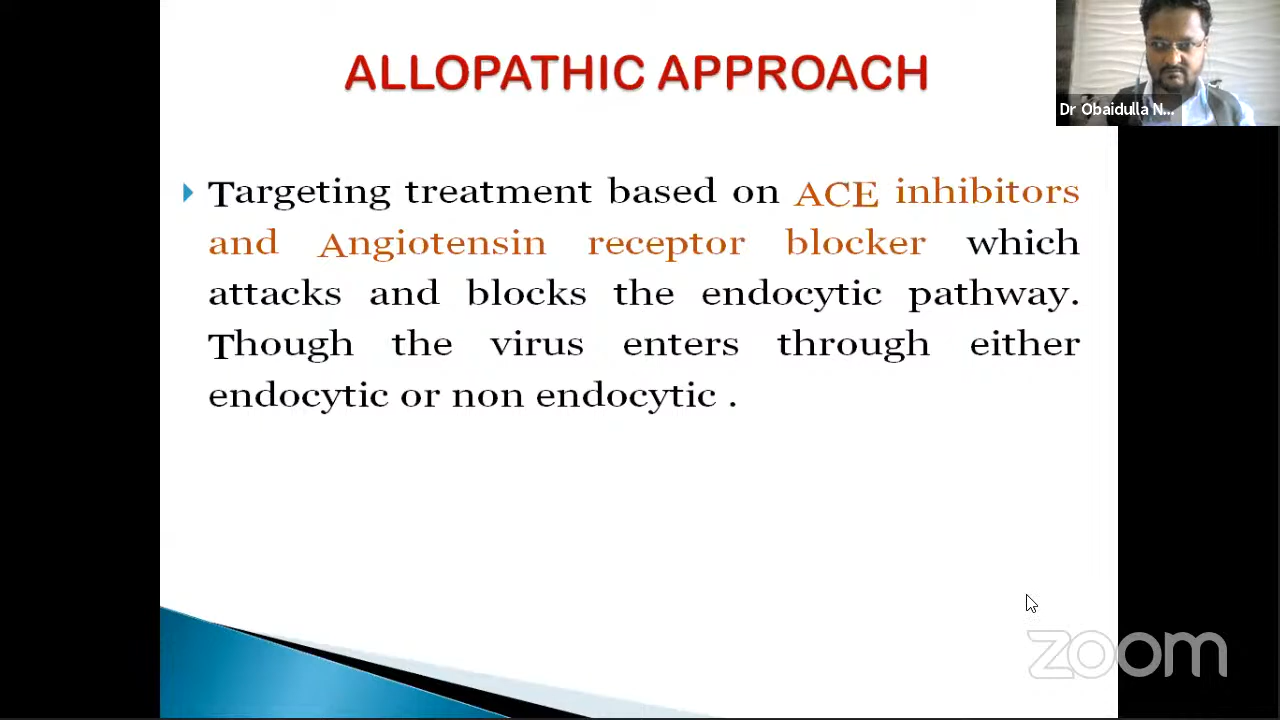 ALLOPATHIC APPROACH
Dr Obaidulla N...
Targeting treatment based on ACE inhibitors
and Angiotensin receptor blocker which
attacks and blocks the endocytic pathway.
Though the virus enters through either
endocytic or non endocytic .
zoom